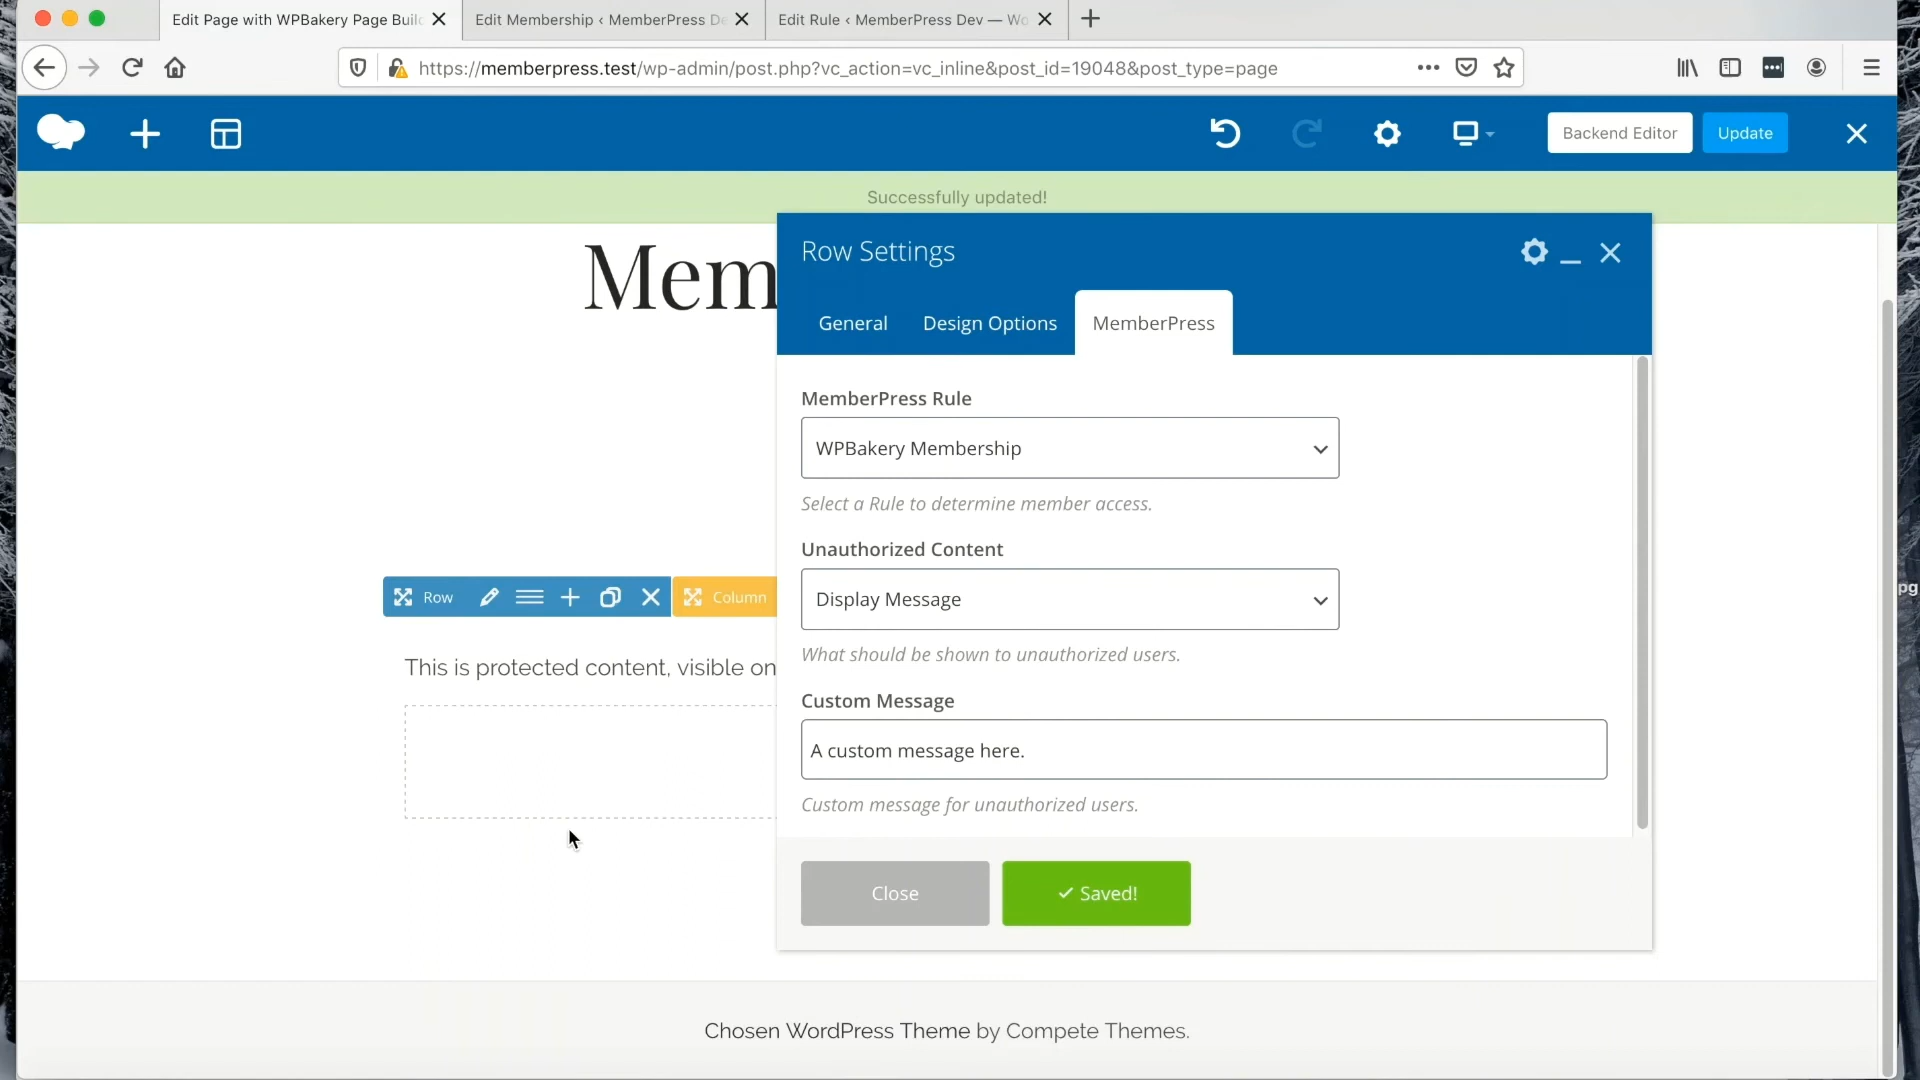 Edit Page with WPBakery Page Buil
Edit Membership ‹ MemberPress De
Edit Rule ‹ MemberPress Dev — Wo
https://memberpress.test/wp-admin/post.php?vc_action=vc_inline&post_id=19048&post_type=page
Backend Editor
Update
Successfully updated!
Mem
Row Settings
General
Design Options
MemberPress
MemberPress Rule
WPBakery Membership
Select a Rule to determine member access.
Unauthorized Content
Display Message
What should be shown to unauthorized users.
Row
Column
This is protected content, visible on
Custom Message
A custom message here.
Custom message for unauthorized users.
Close
✓ Saved!
Chosen WordPress Theme by Compete Themes.
pg